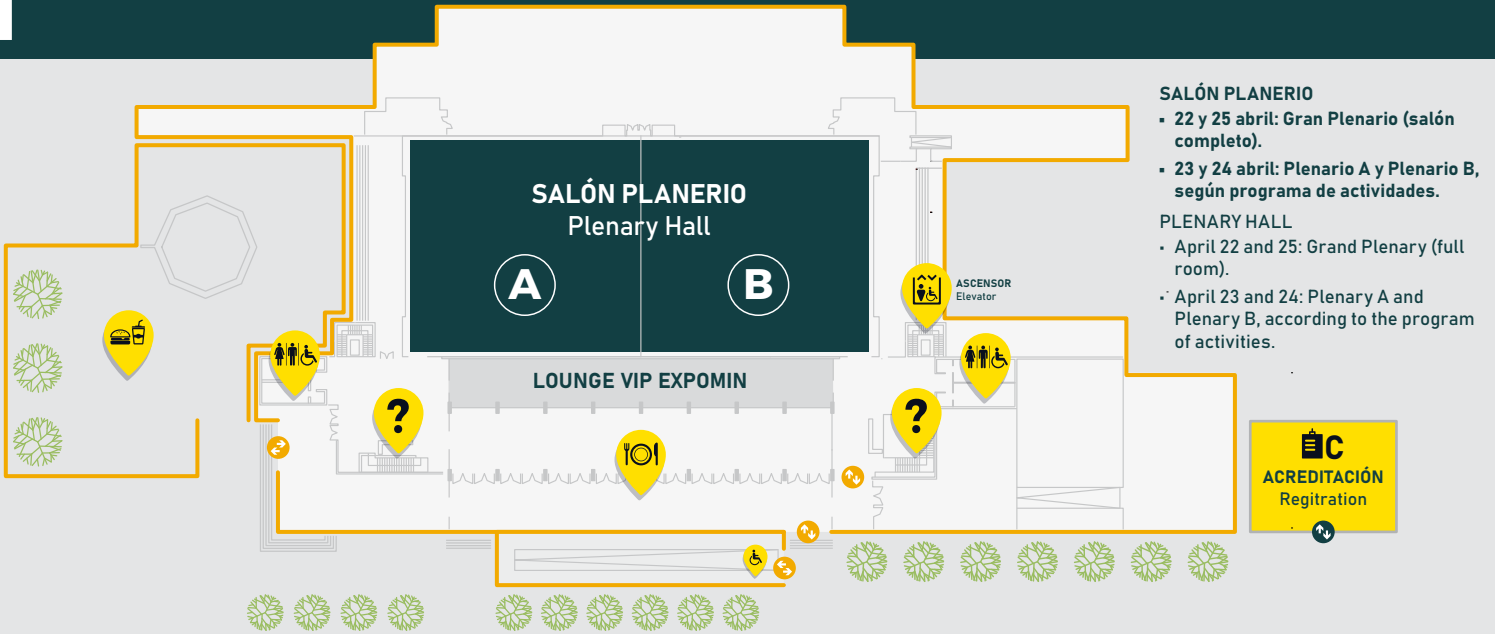 SALÓN PLANERIO
Plenary Hall
A
B
LOUNGE VIP EXPOMIN
ASCENSOR
Elevator
?
?
SALÓN PLANERIO
▪ 22 y 25 abril: Gran Plenario (salón
completo).
▪ 23 y 24 abril: Plenario A y Plenario B,
según programa de actividades.
PLENARY HALL
▪ April 22 and 25: Grand Plenary (full
room).
▪ April 23 and 24: Plenary A and
Plenary B, according to the program
of activities.
C
ACREDITACIÓN
Regitration